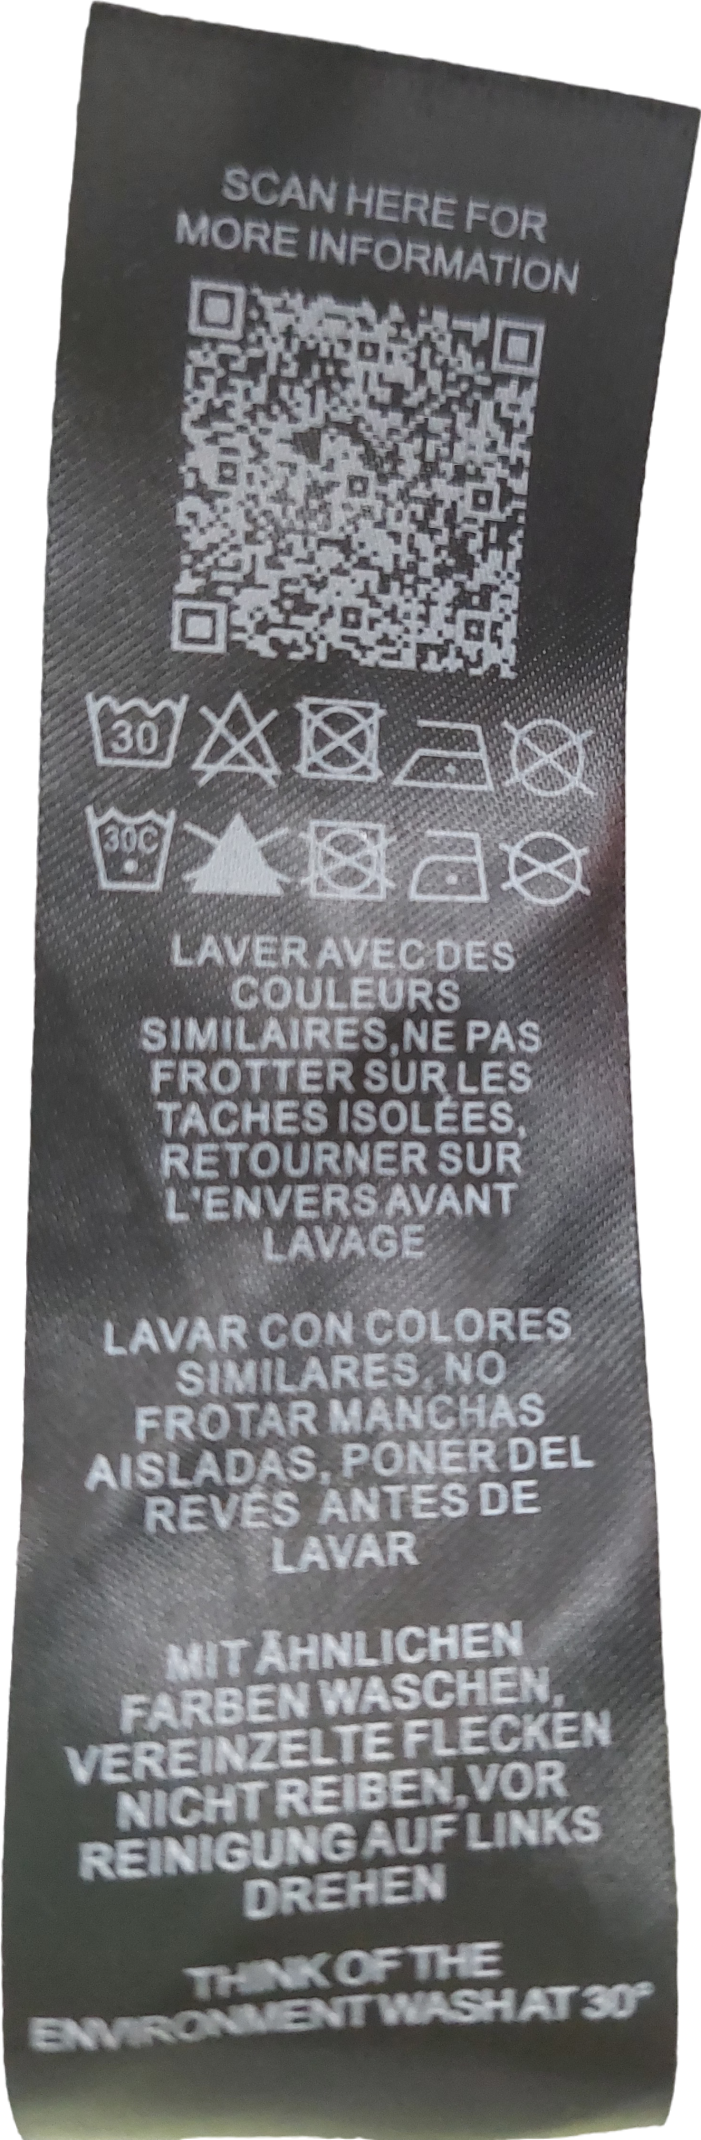 SCAN HERE FOR
MORE INFORMATION
30
30C
LAVER AVEC DES
COULEURS
SIMILAIRES,NE PAS
FROTTER SUR LES
TACHES ISOLÉES,
RETOURNER SUR
L'ENVERS AVANT
LAVAGE
LAVAR CON COLORES
SIMILARES, NO
FROTAR MANCHAS
AISLADAS, PONER DEL
REVÉS ANTES DE
LAVAR
MIT ÄHNLICHEN
FARBEN WASCHEN,
VEREINZELTE FLECKEN
NICHT REIBEN,VOR
REINIGUNG AUF LINKS
DREHEN
THINK OF THE
ENVIRONMENT WASH AT 30°